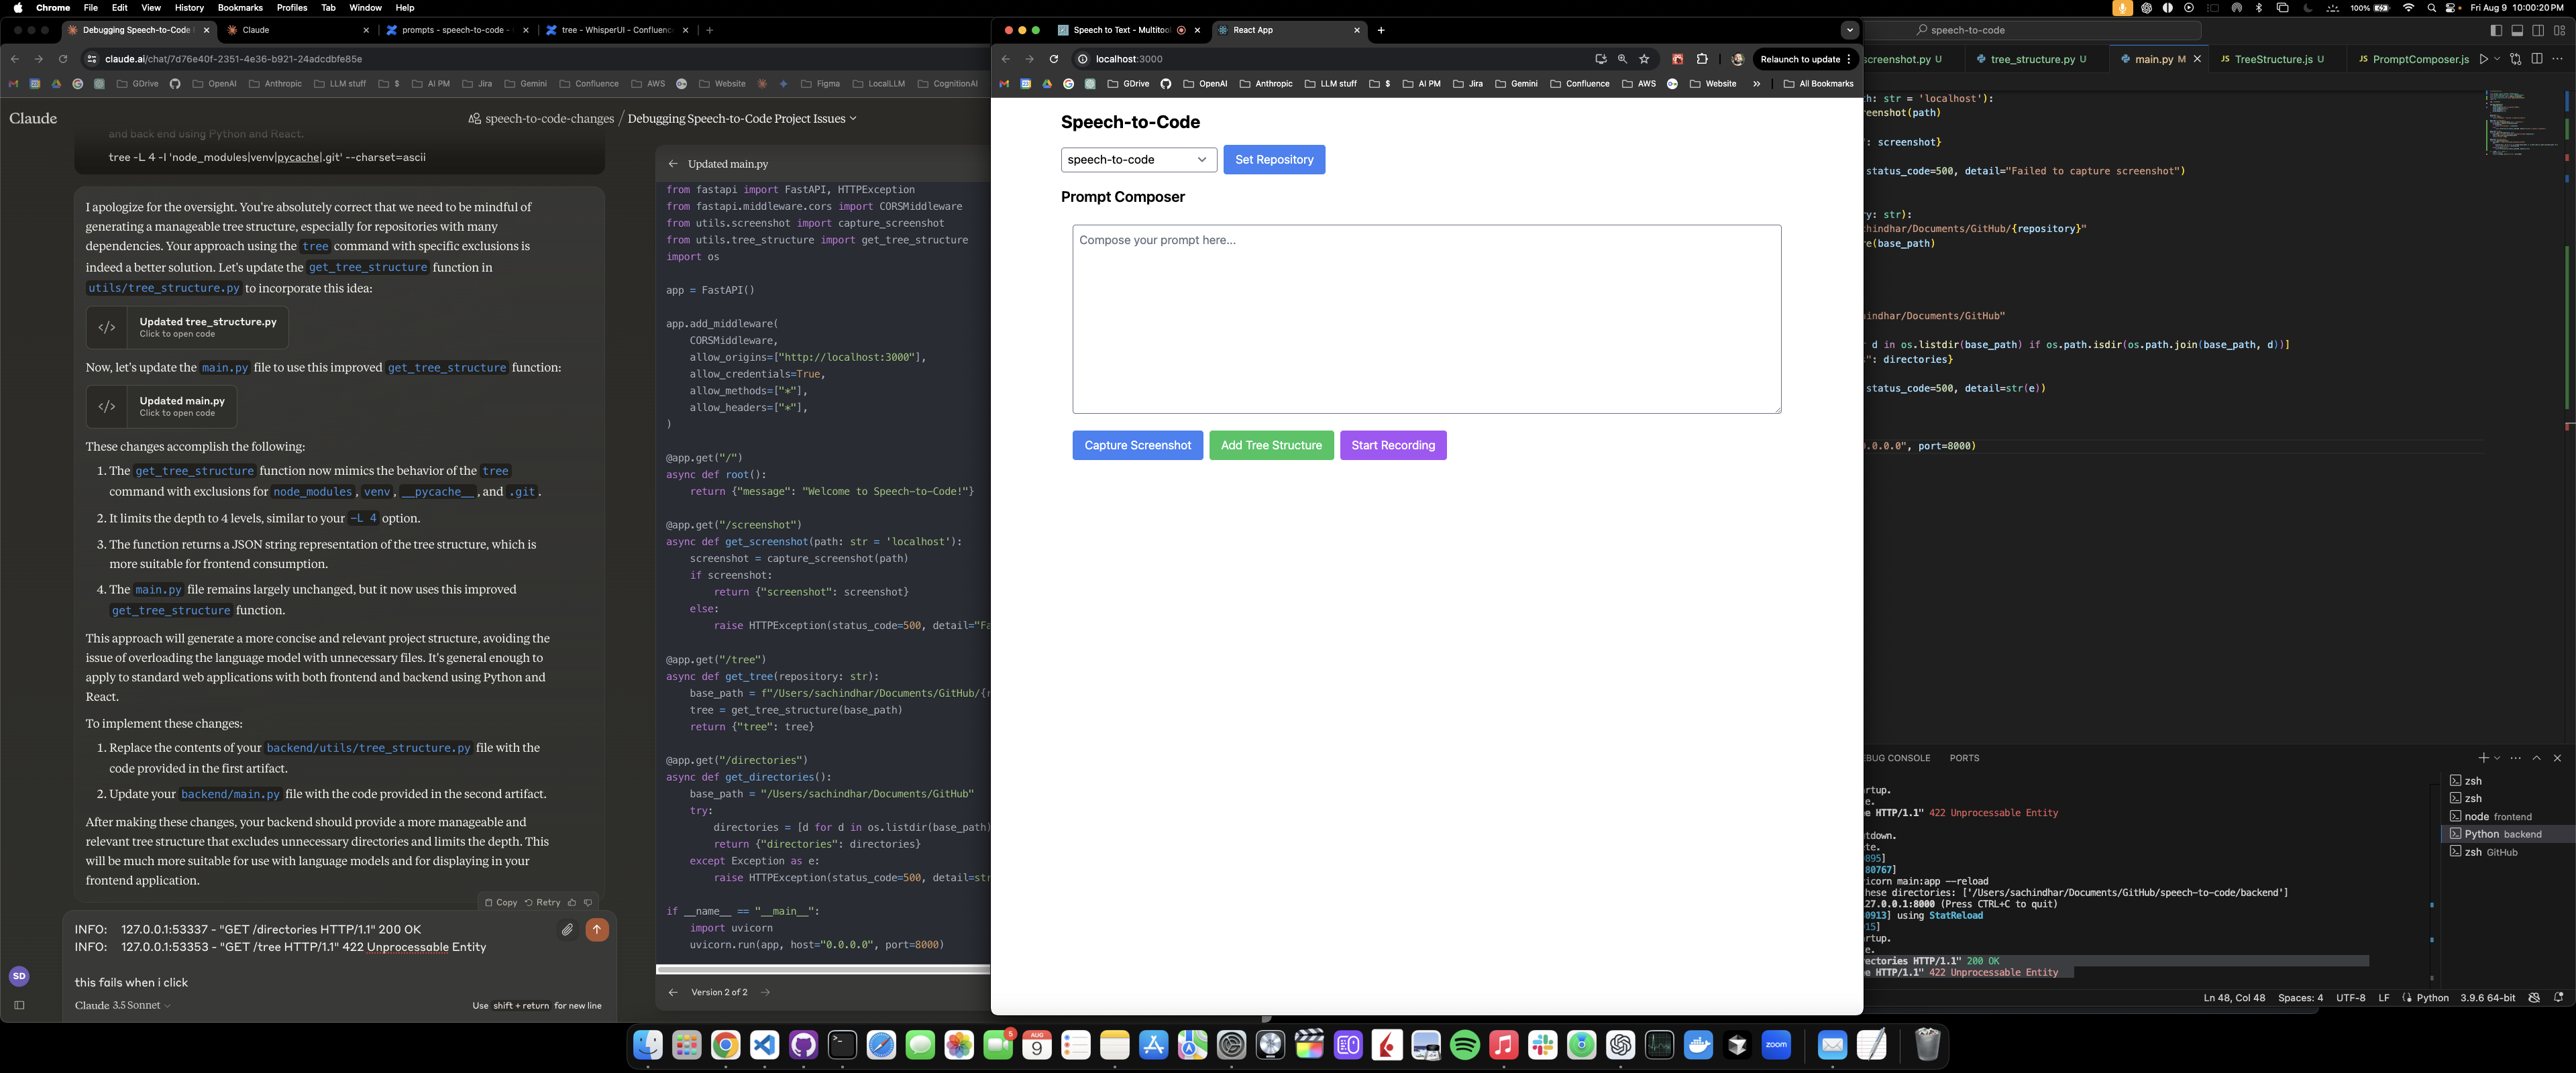 Chrome File Edit View History Bookmarks Profiles Tab Window Help
100% Fri Aug 9 10:00:20 PM
Debugging Speech-to-Code
Claude
prompts - speech-to-code -
tree - WhisperUI - Confluenc
claude.ai/chat/7d76e40f-2351-4e36-b921-24adcdbfe85e
GDrive OpenAI Anthropic LLM stuff $ AI PM Jira Gemini Confluence AWS Website Figma LocalLLM CognitionAI
Claude
speech-to-code-changes / Debugging Speech-to-Code Project Issues
and back end using Python and React.
tree -L 4 -I 'node_modules|venv|pycache|.git' --charset=ascii
I apologize for the oversight. You're absolutely correct that we need to be mindful of
generating a manageable tree structure, especially for repositories with many
dependencies. Your approach using the tree command with specific exclusions is
indeed a better solution. Let's update the get_tree_structure function in
utils/tree_structure.py to incorporate this idea:
</> Updated tree_structure.py
Click to open code
Now, let's update the main.py file to use this improved get_tree_structure function:
</> Updated main.py
Click to open code
These changes accomplish the following:
1. The get_tree_structure function now mimics the behavior of the tree
command with exclusions for node_modules, venv, __pycache__, and .git.
2. It limits the depth to 4 levels, similar to your -L 4 option.
3. The function returns a JSON string representation of the tree structure, which is
more suitable for frontend consumption.
4. The main.py file remains largely unchanged, but it now uses this improved
get_tree_structure function.
This approach will generate a more concise and relevant project structure, avoiding the
issue of overloading the language model with unnecessary files. It's general enough to
apply to standard web applications with both frontend and backend using Python and
React.
To implement these changes:
1. Replace the contents of your backend/utils/tree_structure.py file with the
code provided in the first artifact.
2. Update your backend/main.py file with the code provided in the second artifact.
After making these changes, your backend should provide a more manageable and
relevant tree structure that excludes unnecessary directories and limits the depth. This
will be much more suitable for use with language models and for displaying in your
frontend application.
Copy Retry
INFO: 127.0.0.1:53337 - "GET /directories HTTP/1.1" 200 OK
INFO: 127.0.0.1:53353 - "GET /tree HTTP/1.1" 422 Unprocessable Entity
this fails when i click
SD
Claude 3.5 Sonnet
Use shift + return for new line
Updated main.py
from fastapi import FastAPI, HTTPException
from fastapi.middleware.cors import CORSMiddleware
from utils.screenshot import capture_screenshot
from utils.tree_structure import get_tree_structure
import os
app = FastAPI()
app.add_middleware(
CORSMiddleware,
allow_origins=["http://localhost:3000"],
allow_credentials=True,
allow_methods=["*"],
allow_headers=["*"],
)
@app.get("/")
async def root():
return {"message": "Welcome to Speech-to-Code!"}
@app.get("/screenshot")
async def get_screenshot(path: str = 'localhost'):
screenshot = capture_screenshot(path)
if screenshot:
return {"screenshot": screenshot}
else:
raise HTTPException(status_code=500, detail="Fa
@app.get("/tree")
async def get_tree(repository: str):
base_path = f"/Users/sachindhar/Documents/GitHub/{r
tree = get_tree_structure(base_path)
return {"tree": tree}
@app.get("/directories")
async def get_directories():
base_path = "/Users/sachindhar/Documents/GitHub"
try:
directories = [d for d in os.listdir(base_path)
return {"directories": directories}
except Exception as e:
raise HTTPException(status_code=500, detail=str
if __name__ == "__main__":
import uvicorn
uvicorn.run(app, host="0.0.0.0", port=8000)
Version 2 of 2
Speech to Text - Multitool
React App
localhost:3000
Relaunch to update
GDrive OpenAI Anthropic LLM stuff $ AI PM Jira Gemini Confluence AWS Website » All Bookmarks
Speech-to-Code
speech-to-code
Set Repository
Prompt Composer
Compose your prompt here...
Capture Screenshot
Add Tree Structure
Start Recording
speech-to-code
screenshot.py U
tree_structure.py U
main.py M
JS TreeStructure.js U
JS PromptComposer.js
h: str = 'localhost'):
eenshot(path)
: screenshot}
status_code=500, detail="Failed to capture screenshot")
ry: str):
hindhar/Documents/GitHub/{repository}"
re(base_path)
indhar/Documents/GitHub"
d in os.listdir(base_path) if os.path.isdir(os.path.join(base_path, d))]
": directories}
status_code=500, detail=str(e))
.0.0.0", port=8000)
EBUG CONSOLE PORTS
rtup.
e.
e HTTP/1.1" 422 Unprocessable Entity
tdown.
te.
895]
80767]
icorn main:app --reload
hese directories: ['/Users/sachindhar/Documents/GitHub/speech-to-code/backend']
27.0.0.1:8000 (Press CTRL+C to quit)
0913] using StatReload
15]
rtup.
e.
ectories HTTP/1.1" 200 OK
e HTTP/1.1" 422 Unprocessable Entity
zsh
zsh
node frontend
Python backend
zsh GitHub
Ln 48, Col 48 Spaces: 4 UTF-8 LF Python 3.9.6 64-bit
5
AUG
9
zoom